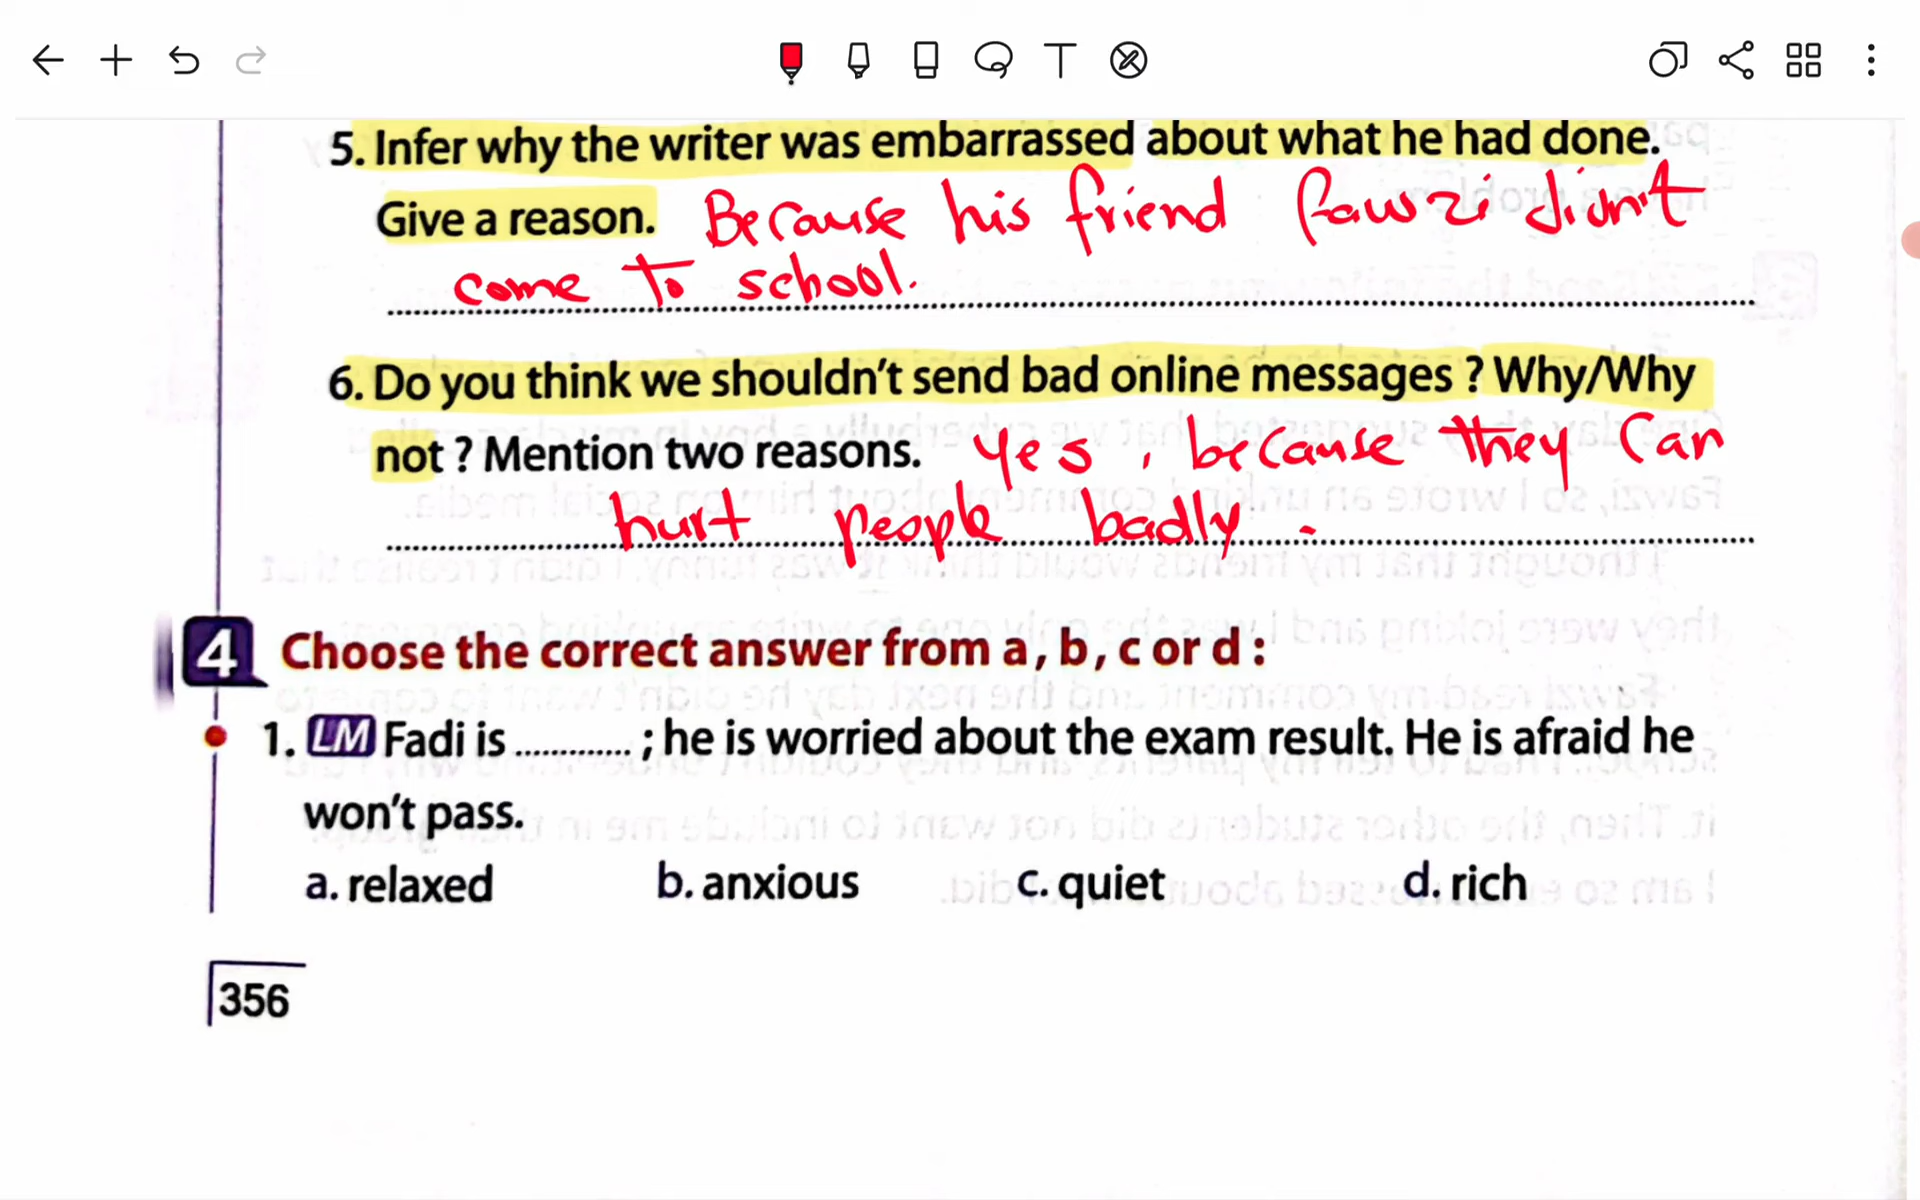 5. Infer why the writer was embarrassed about what he had done.
Give a reason. Because his friend Fawzi didn't
come to school.
6. Do you think we shouldn't send bad online messages ? Why/Why
not ? Mention two reasons. Yes, because they can
hurt people badly.
4 Choose the correct answer from a , b , c or d :
1. LM Fadi is ............. ; he is worried about the exam result. He is afraid he
won't pass.
a. relaxed b. anxious c. quiet d. rich
356